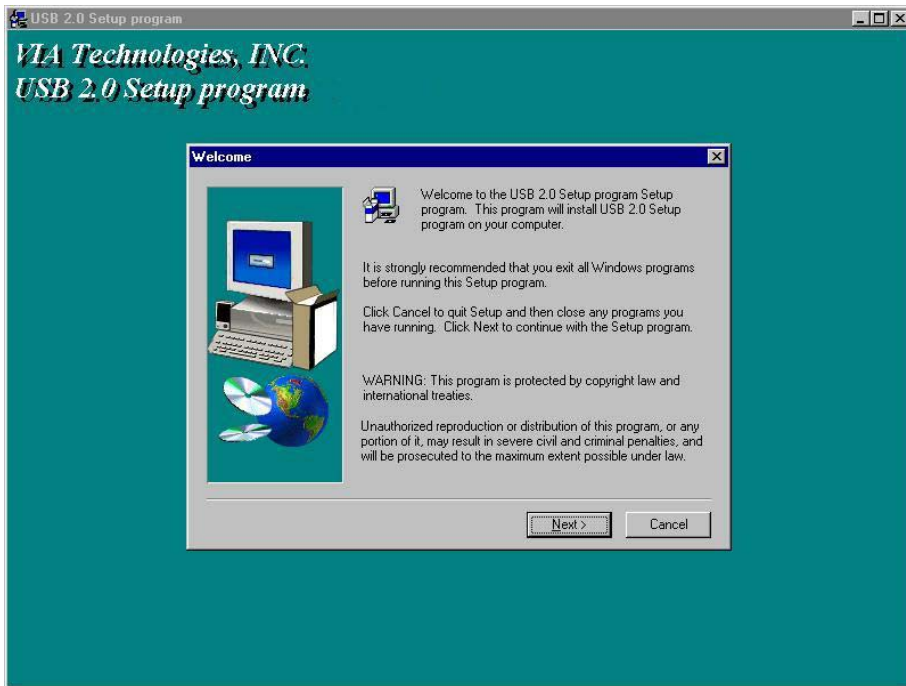 USB 2.0 Setup program
VIA Technologies, INC.
USB 2.0 Setup program
Welcome
Welcome to the USB 2.0 Setup program Setup
program. This program will install USB 2.0 Setup
program on your computer.
It is strongly recommended that you exit all Windows programs
before running this Setup program.
Click Cancel to quit Setup and then close any programs you
have running. Click Next to continue with the Setup program.
WARNING: This program is protected by copyright law and
international treaties.
Unauthorized reproduction or distribution of this program, or any
portion of it, may result in severe civil and criminal penalties, and
will be prosecuted to the maximum extent possible under law.
Next >
Cancel